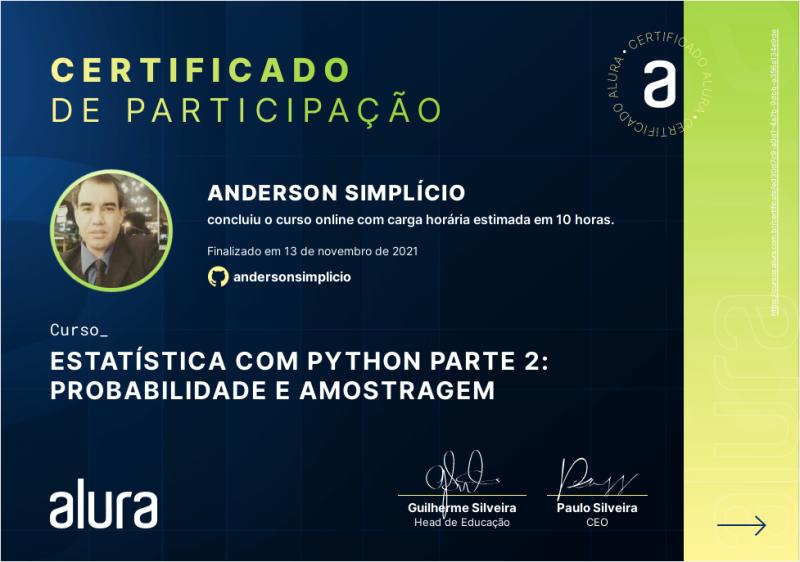 CERTIFICADO
DE PARTICIPAÇÃO
CERTIFICADO ALURA • CERTIFICADO ALURA •
a
ANDERSON SIMPLÍCIO
concluiu o curso online com carga horária estimada em 10 horas.
Finalizado em 13 de novembro de 2021
andersonsimplicio
Curso_
ESTATÍSTICA COM PYTHON PARTE 2:
PROBABILIDADE E AMOSTRAGEM
alura
Guilherme Silveira
Head de Educação
Paulo Silveira
CEO
alura